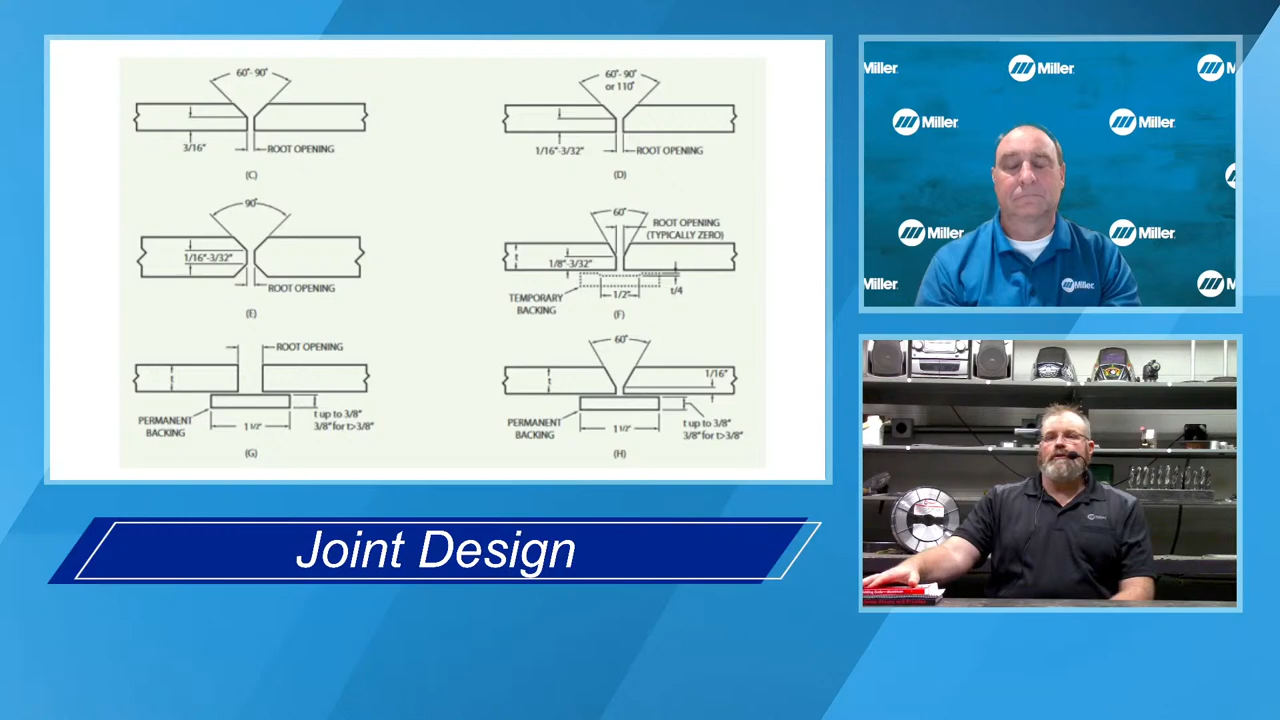 60°- 90°
3/16"
ROOT OPENING
(C)
60°- 90°
or 110°
1/16"-3/32"
ROOT OPENING
(D)
90°
1/16"-3/32"
ROOT OPENING
(E)
60°
ROOT OPENING
(TYPICALLY ZERO)
t
1/8"-3/32"
t/4
TEMPORARY
BACKING
1/2"
(F)
ROOT OPENING
t
PERMANENT
BACKING
1 1/2"
t up to 3/8"
3/8" for t>3/8"
(G)
60°
1/16"
t
PERMANENT
BACKING
1 1/2"
t up to 3/8"
3/8" for t>3/8"
(H)
Joint Design
Miller.
Miller.
M
Miller
Miller.
Miller.
Miller.
Miller.
Miller.
M